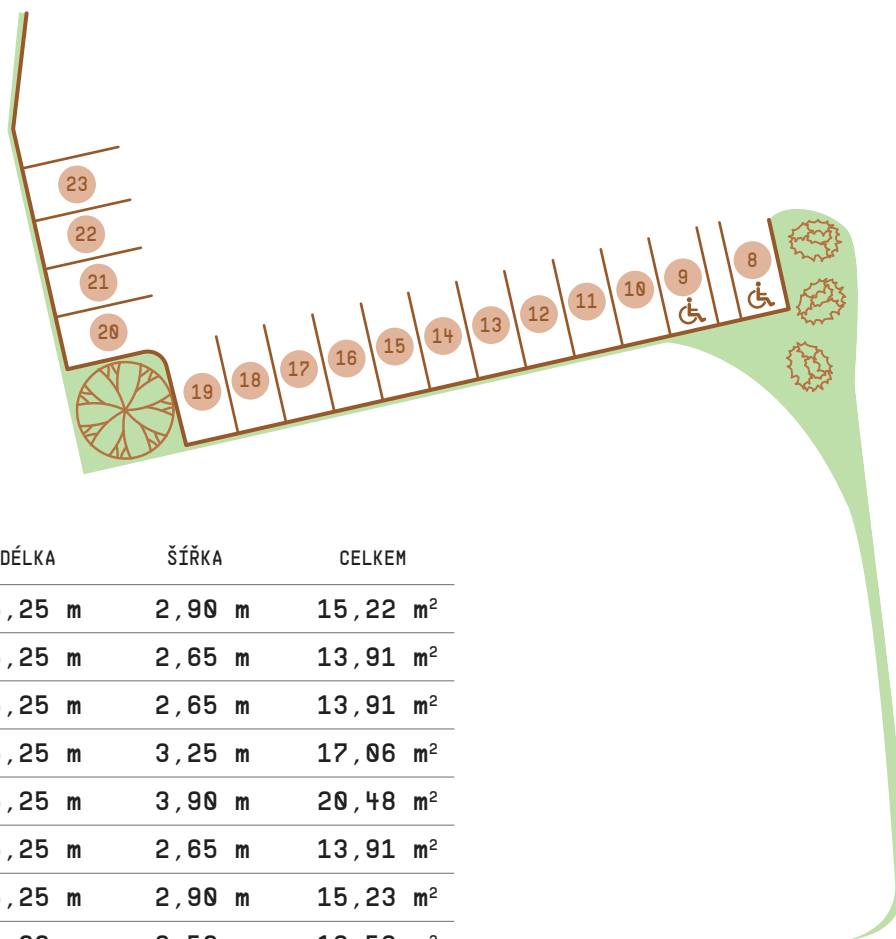 23
22
21
20
19
18
17
16
15
14
13
12
11
10
9
8
DÉLKA ŠÍŘKA CELKEM
,25 m 2,90 m 15,22 m²
,25 m 2,65 m 13,91 m²
,25 m 2,65 m 13,91 m²
,25 m 3,25 m 17,06 m²
,25 m 3,90 m 20,48 m²
,25 m 2,65 m 13,91 m²
,25 m 2,90 m 15,23 m²